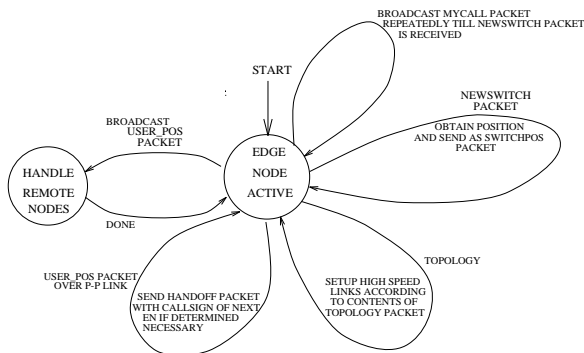 BROADCAST MYCALL PACKET
REPEATEDLY TILL NEWSWITCH PACKET
IS RECEIVED
START
:
NEWSWITCH
PACKET
OBTAIN POSITION
AND SEND AS SWITCHPOS
PACKET
BROADCAST
USER_POS
PACKET
EDGE
NODE
ACTIVE
HANDLE
REMOTE
NODES
DONE
TOPOLOGY
USER_POS PACKET
OVER P-P LINK
SETUP HIGH SPEED
LINKS ACCORDING
TO CONTENTS OF
TOPOLOGY PACKET
SEND HANDOFF PACKET
WITH CALLSIGN OF NEXT
EN IF DETERMINED
NECESSARY